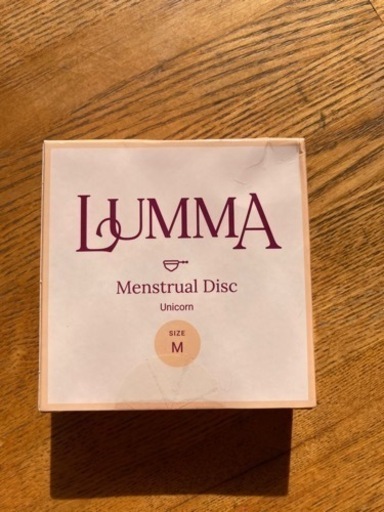 LUMMA
Menstrual Disc
Unicorn
SIZE
M